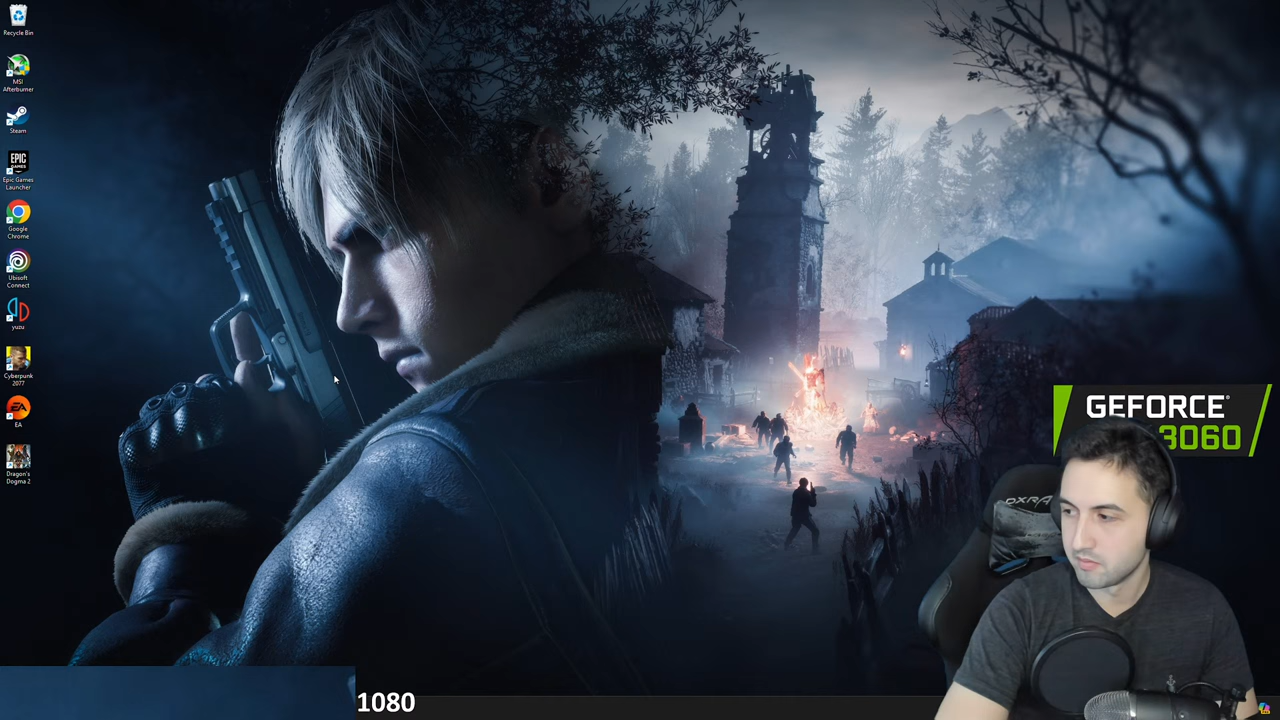 Recycle Bin
MSI
Afterburner
Steam
EPIC
GAMES
Epic Games
Launcher
Google
Chrome
Ubisoft
Connect
yuzu
Cyberpunk
2077
EA
EA
Dragon's
Dogma 2
GEFORCE
3060
DXRA
1080